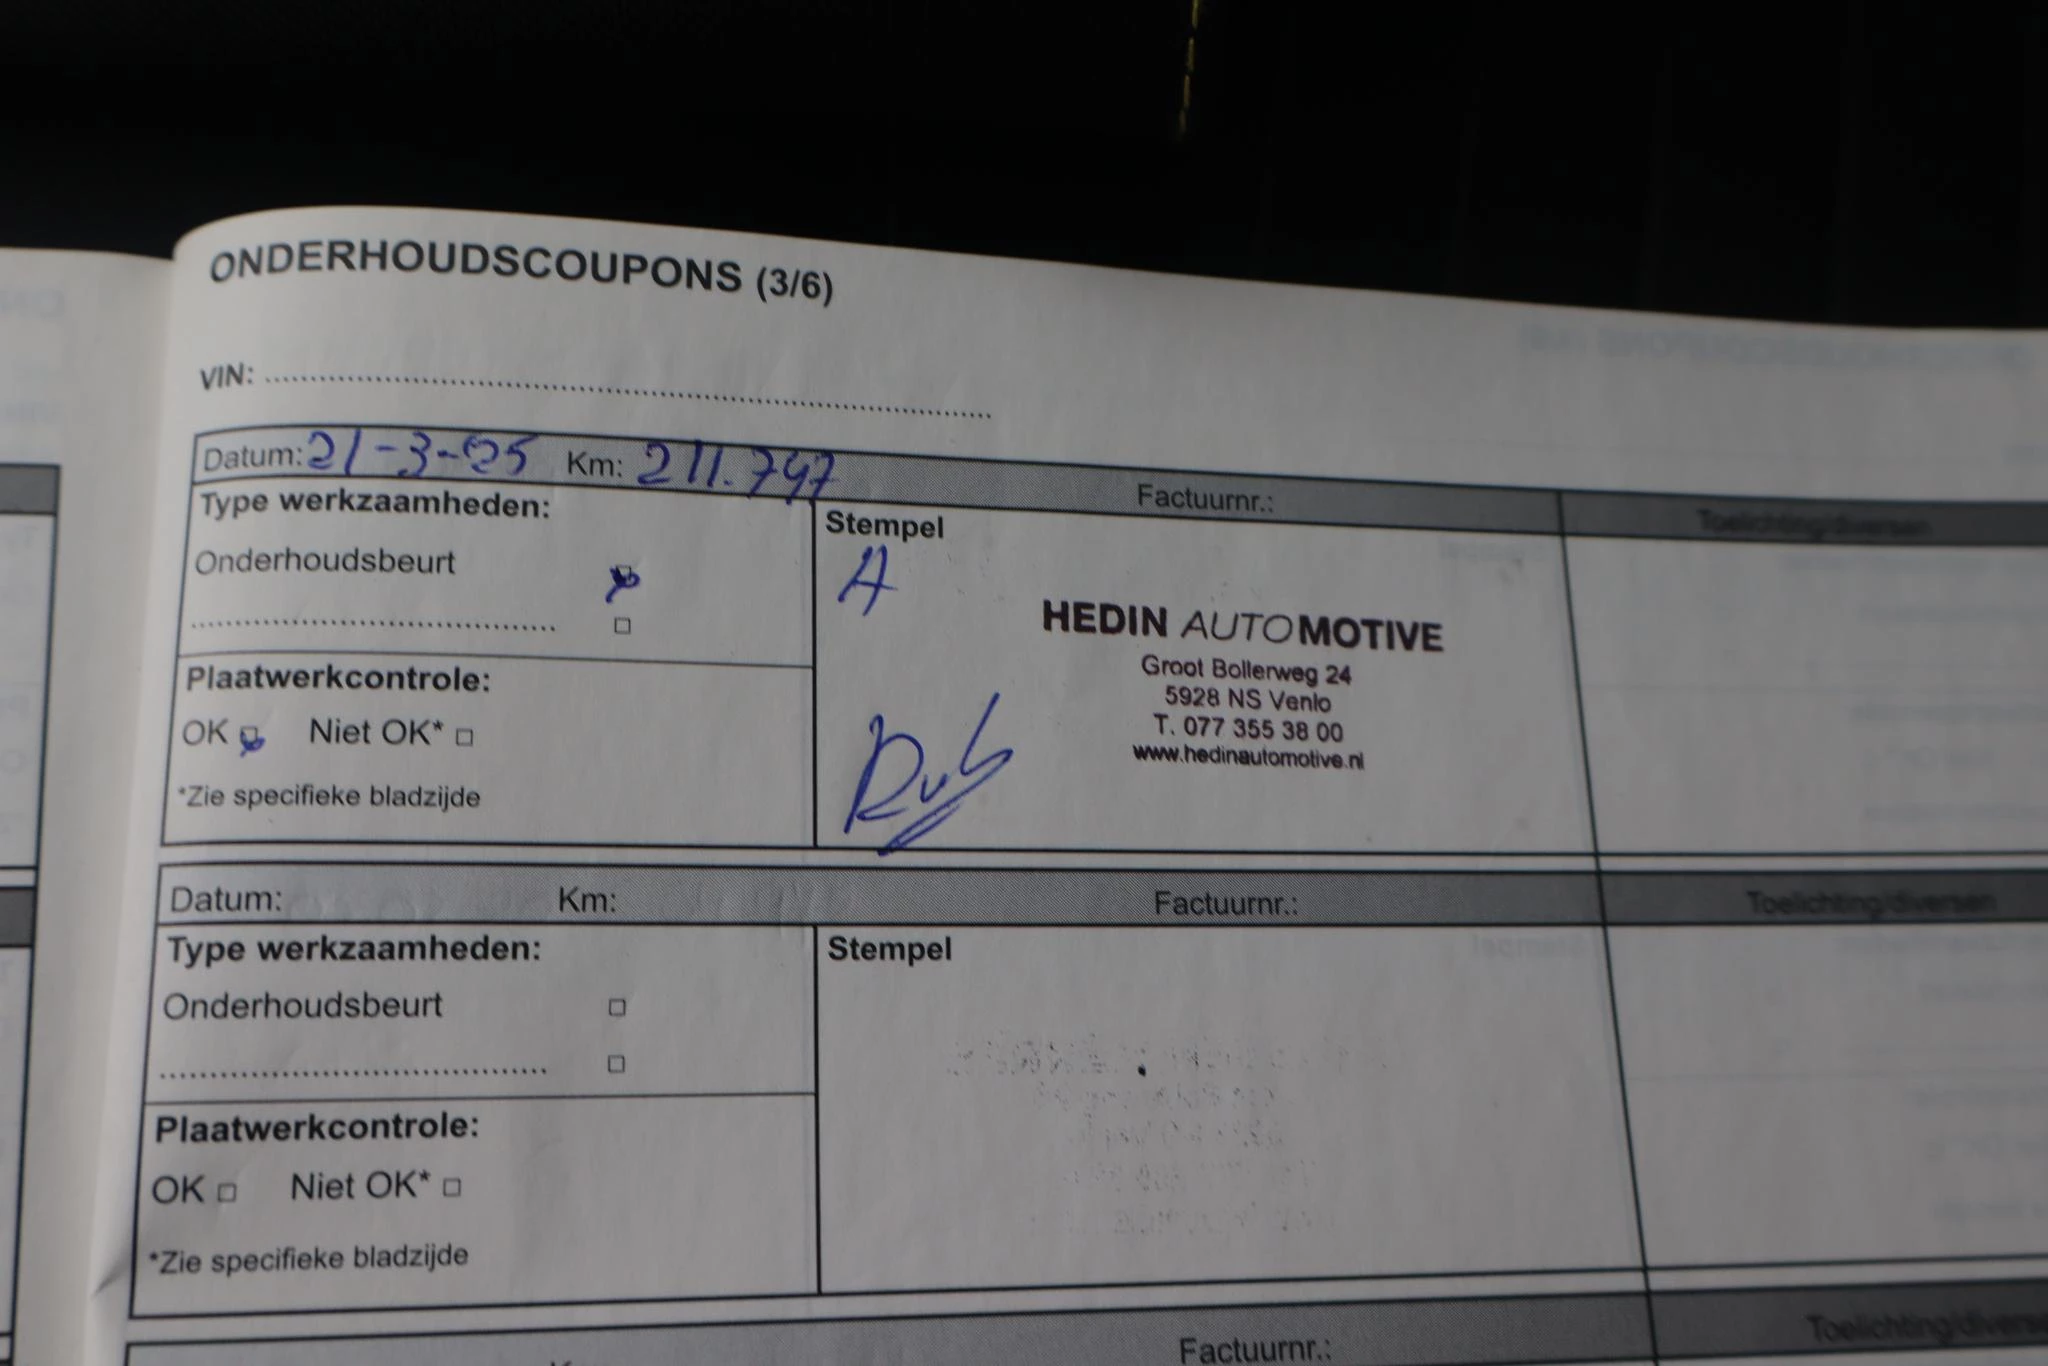 ONDERHOUDSCOUPONS (3/6)
VIN:
Datum: 21-3-25 Km: 211.747 Factuurnr.: Toelichting/diversen
Type werkzaamheden:
Stempel
Onderhoudsbeurt
A
HEDIN AUTOMOTIVE
Groot Bollerweg 24
5928 NS Venlo
T. 077 355 38 00
www.hedinautomotive.nl
Plaatwerkcontrole:
OK Niet OK*
*Zie specifieke bladzijde
Datum: Km: Factuurnr.: Toelichting/diversen
Type werkzaamheden:
Stempel
Onderhoudsbeurt
Plaatwerkcontrole:
OK Niet OK*
*Zie specifieke bladzijde
Factuurnr.: